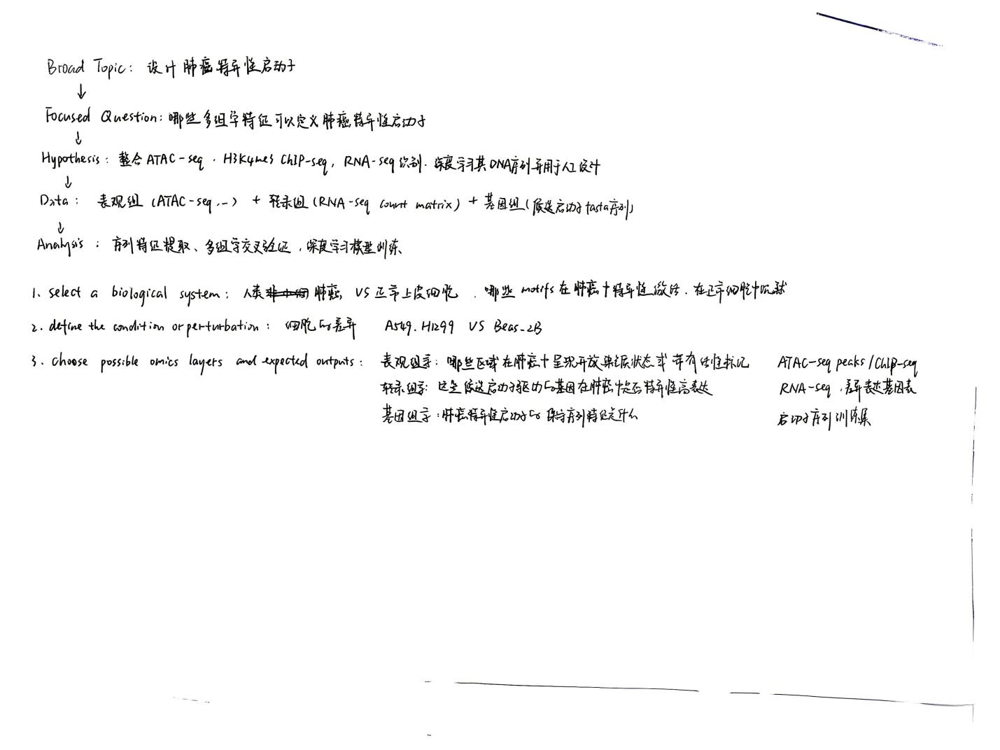 Broad Topic: 设计肺癌特异性启动子
↓
Focused Question: 哪些多组学特征可以定义肺癌特异性启动子
↓
Hypothesis: 整合ATAC-seq、H3K4me3 ChIP-seq, RNA-seq识别、深度学习其DNA序列并用于人工设计
↓
Data: 表观组 (ATAC-seq...) + 转录组 (RNA-seq count matrix) + 基因组 (候选启动子fasta序列)
↓
Analysis: 序列特征提取、多组学交叉验证、深度学习模型训练
1. select a biological system: 人类非小细肺癌 VS 正常上皮细胞、哪些motifs在肺癌中特异性激活、在正常细胞中沉默
2. define the condition or perturbation: 细胞的差异 A549、H1299 VS Beas-2B
3. choose possible omics layers and expected outputs: 表观组学: 哪些区域在肺癌中呈现开放染色质状态或带有活性标记 ATAC-seq peaks/ChIP-seq
转录组学: 这些候选启动子驱动的基因在肺癌中是否特异性高表达 RNA-seq、差异表达基因表
基因组学: 肺癌特异性启动子的保守序列特征是什么 启动子序列训练集